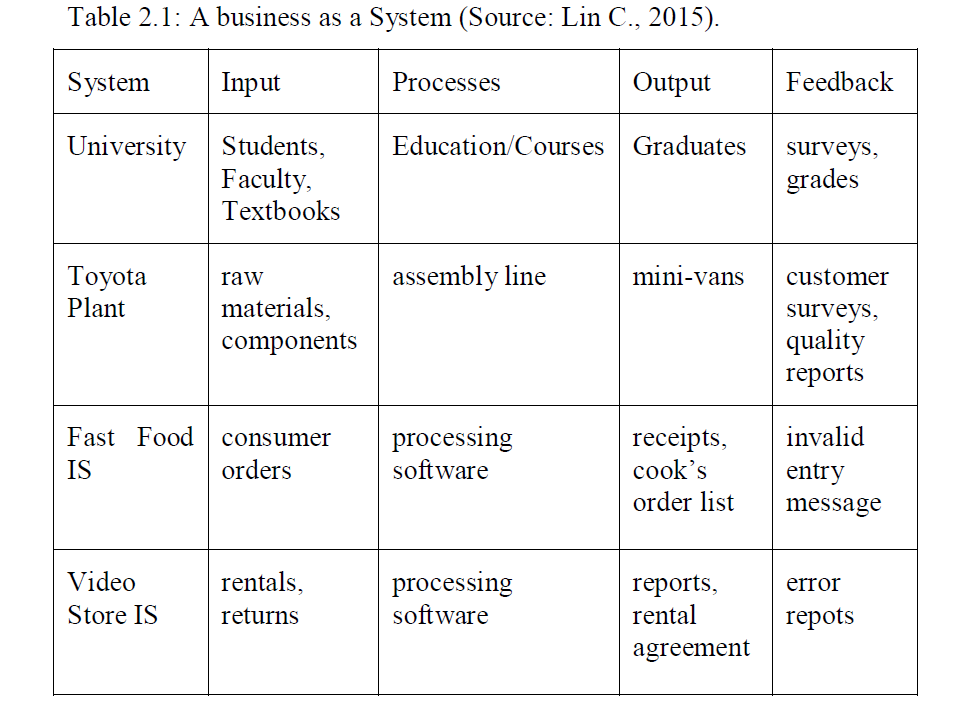 Table 2.1: A business as a System (Source: Lin C., 2015).
System Input Processes Output Feedback
University Students, Education/Courses Graduates surveys,
Faculty, grades
Textbooks
Toyota raw assembly line mini-vans customer
Plant materials, surveys,
components quality
reports
Fast Food consumer processing receipts, invalid
IS orders software cook’s entry
order list message
Video rentals, processing reports, error
Store IS returns software rental repots
agreement